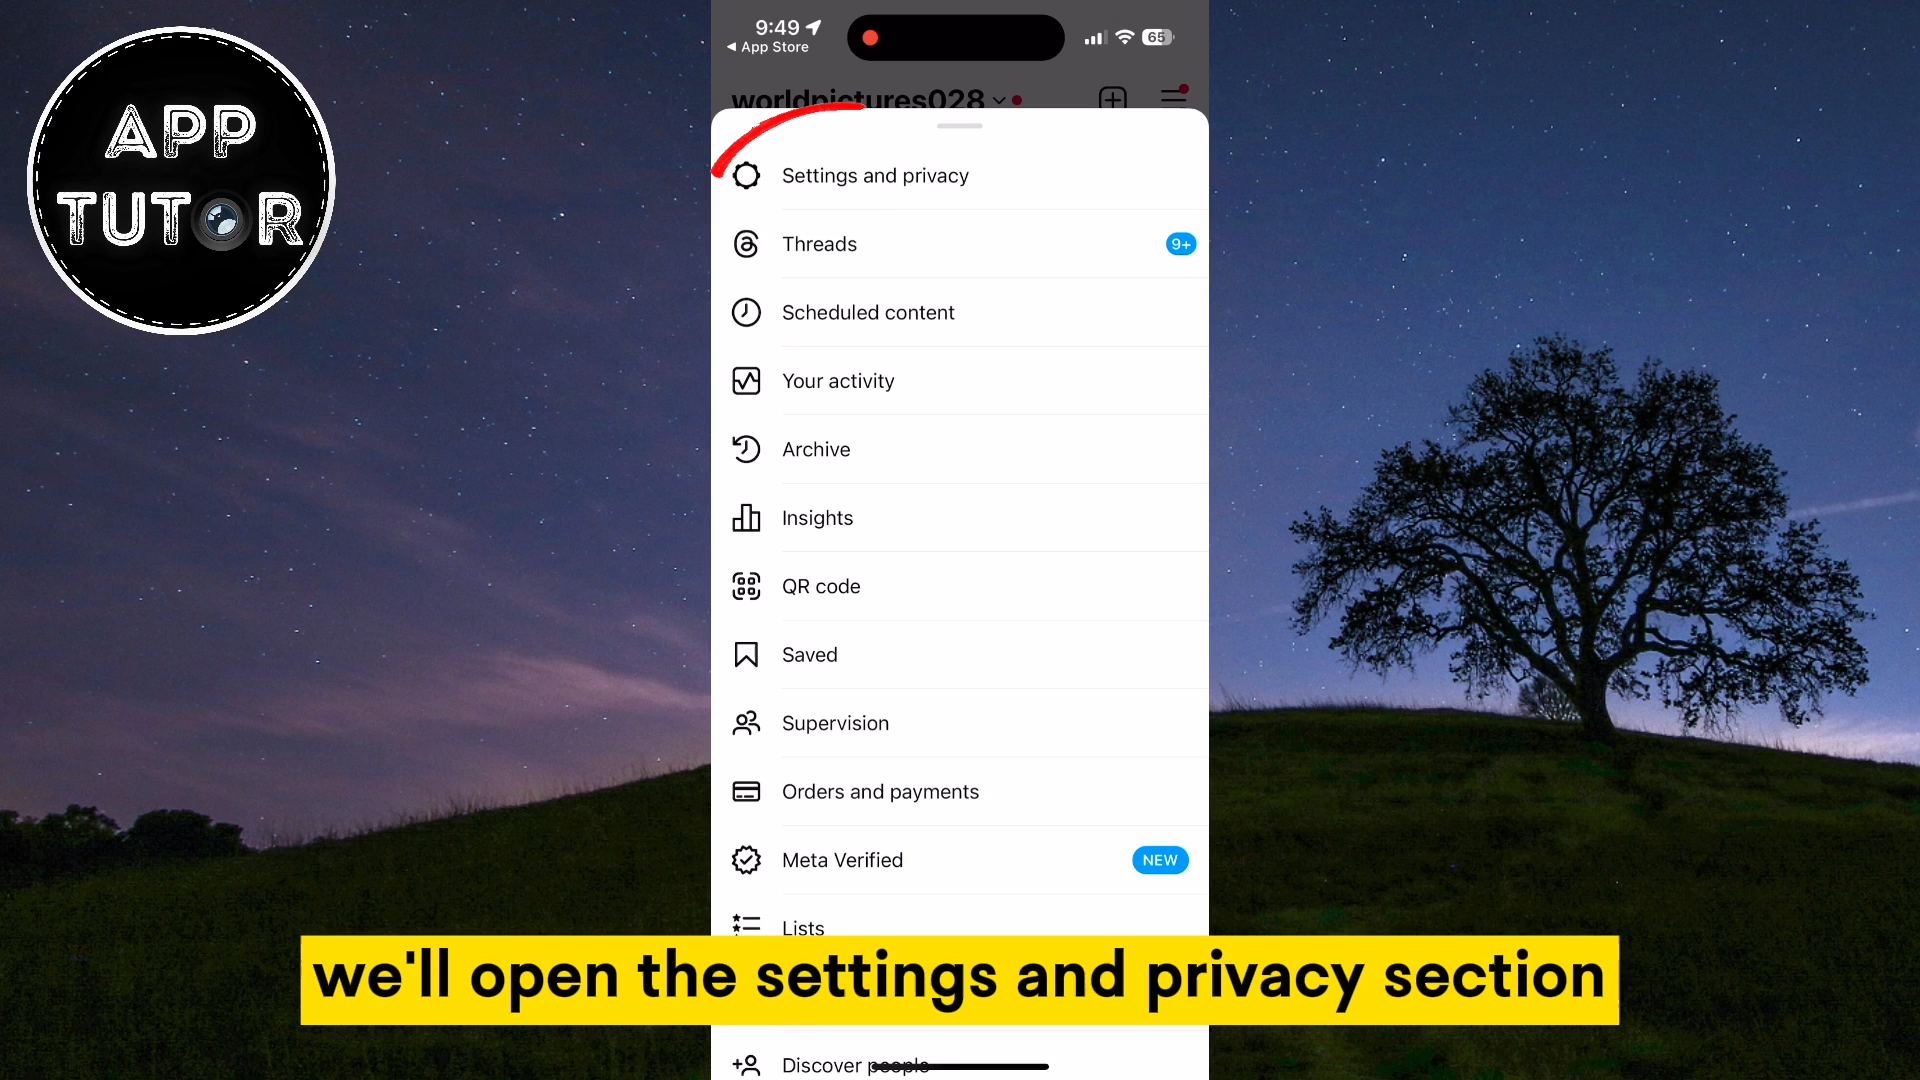 APP
TUTOR
9:49
65
App Store
worldpictures028
Settings and privacy
Threads
9+
Scheduled content
Your activity
Archive
Insights
QR code
Saved
Supervision
Orders and payments
Meta Verified
NEW
Lists
we'll open the settings and privacy section
Discover people